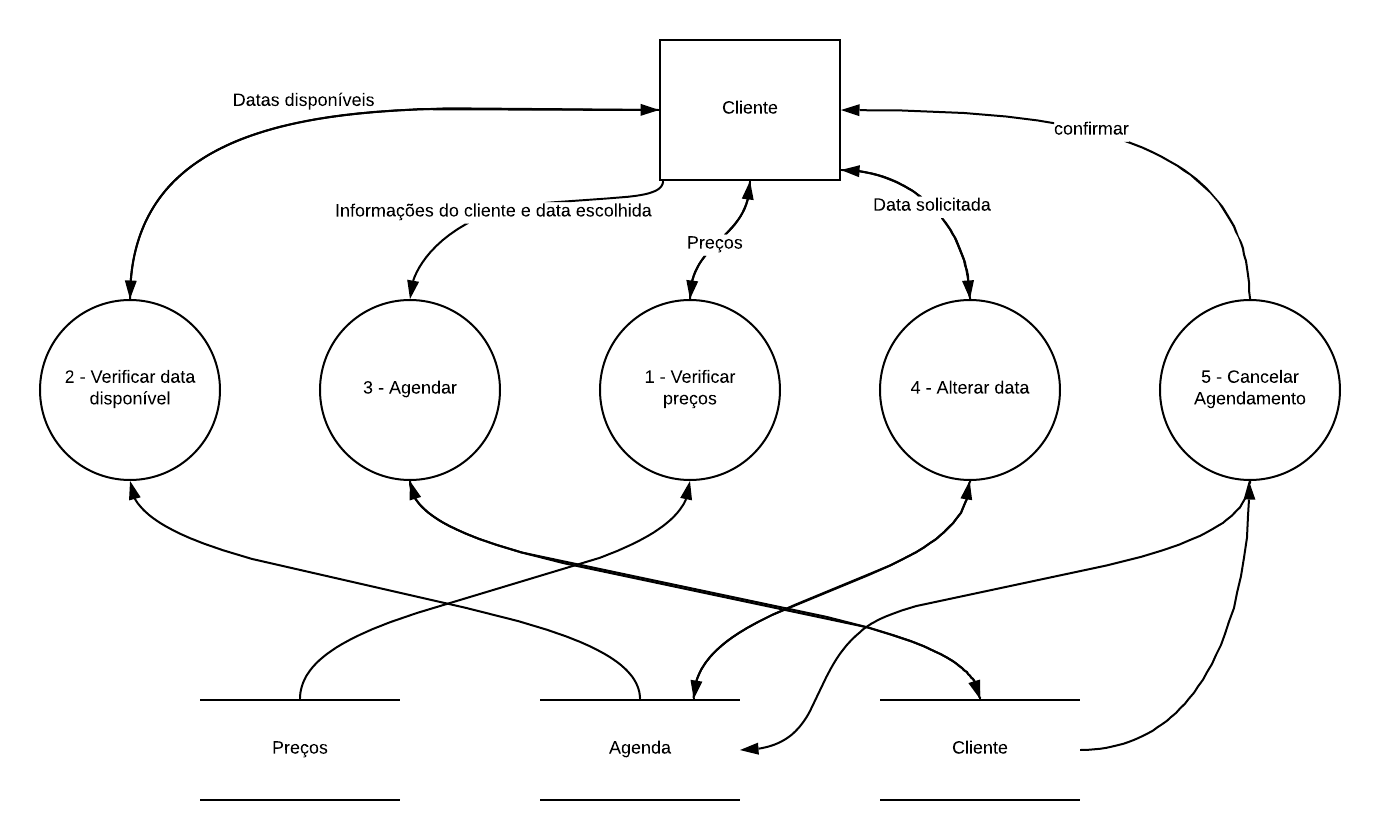 Cliente
Datas disponíveis
confirmar
Informações do cliente e data escolhida
Data solicitada
Preços
2 - Verificar data
disponível
3 - Agendar
1 - Verificar
preços
4 - Alterar data
5 - Cancelar
Agendamento
Preços
Agenda
Cliente